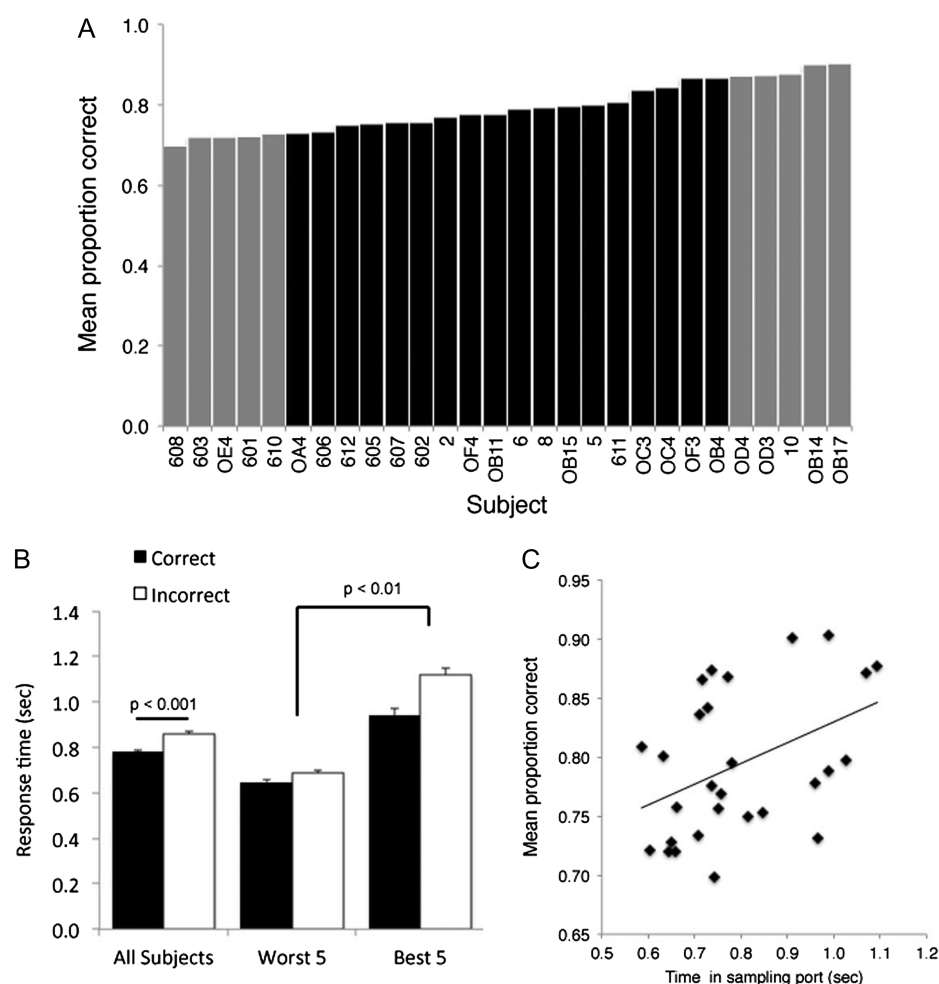 A
1.0
0.8
0.6
0.4
0.2
0.0
Mean proportion correct
608 603 OE4 601 610 OA4 606 612 605 607 602 2 OF4 OB11 6 8 OB15 5 611 OC3 OC4 OF3 OB4 OD4 OD3 10 OB14 OB17
Subject
B
Correct
Incorrect
p < 0.01
p < 0.001
1.4
1.2
1.0
0.8
0.6
0.4
0.2
0.0
Response time (sec)
All Subjects Worst 5 Best 5
C
0.95
0.90
0.85
0.80
0.75
0.70
0.65
Mean proportion correct
0.5 0.6 0.7 0.8 0.9 1.0 1.1 1.2
Time in sampling port (sec)